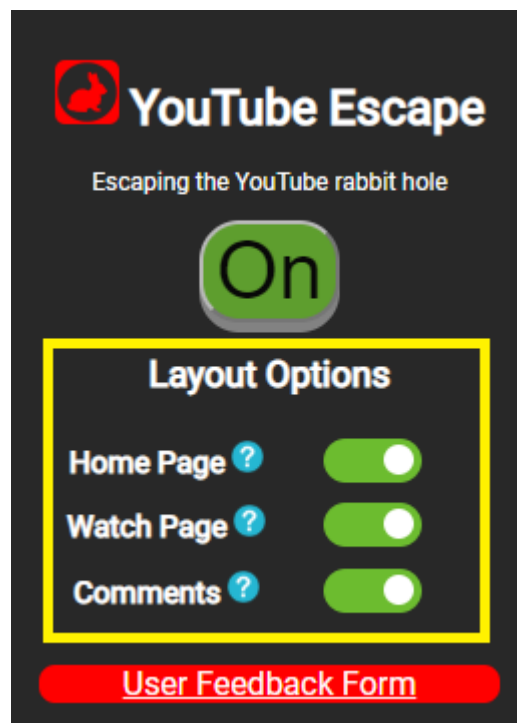 YouTube Escape
Escaping the YouTube rabbit hole
On
Layout Options
Home Page ?
Watch Page ?
Comments ?
User Feedback Form